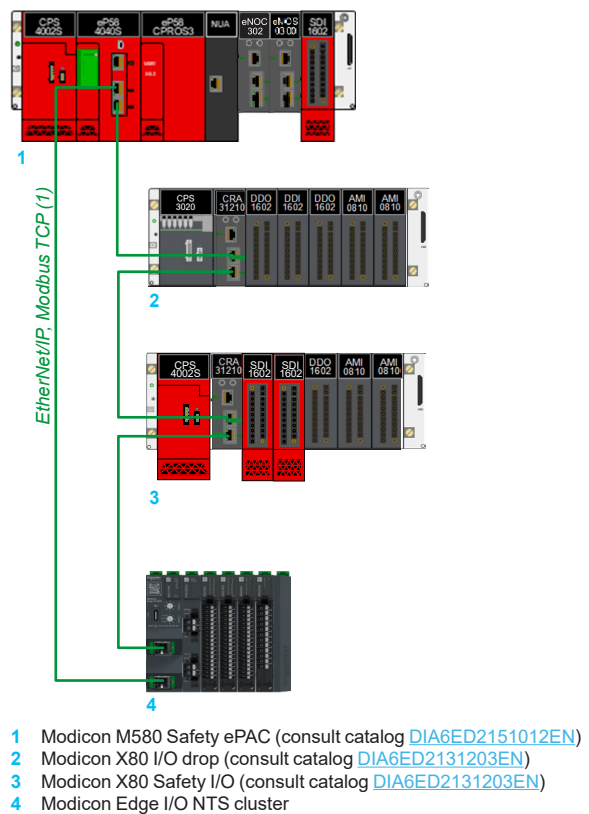 CPS eP58 eP58 NUA eNOC SDI
4002S 4040S CPROS3 302 1602
1
EtherNet/IP, Modbus TCP (1)
CPS CRA DDO DDI DDO AMI AMI
3020 31210 1602 1602 1602 0810 0810
2
CPS CRA SDI SDI DDO AMI AMI
4002S 31210 1602 1602 1602 0810 0810
3
4
1 Modicon M580 Safety ePAC (consult catalog DIA6ED2151012EN)
2 Modicon X80 I/O drop (consult catalog DIA6ED2131203EN)
3 Modicon X80 Safety I/O (consult catalog DIA6ED2131203EN)
4 Modicon Edge I/O NTS cluster